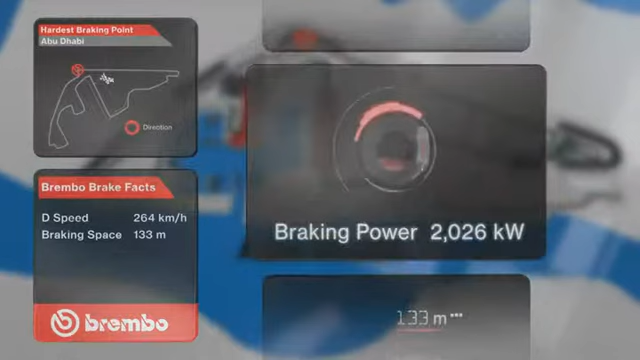 Hardest Braking Point
Abu Dhabi
Direction
Brembo Brake Facts
D Speed 264 km/h
Braking Space 133 m
brembo
Braking Power 2,026 kW
133 m